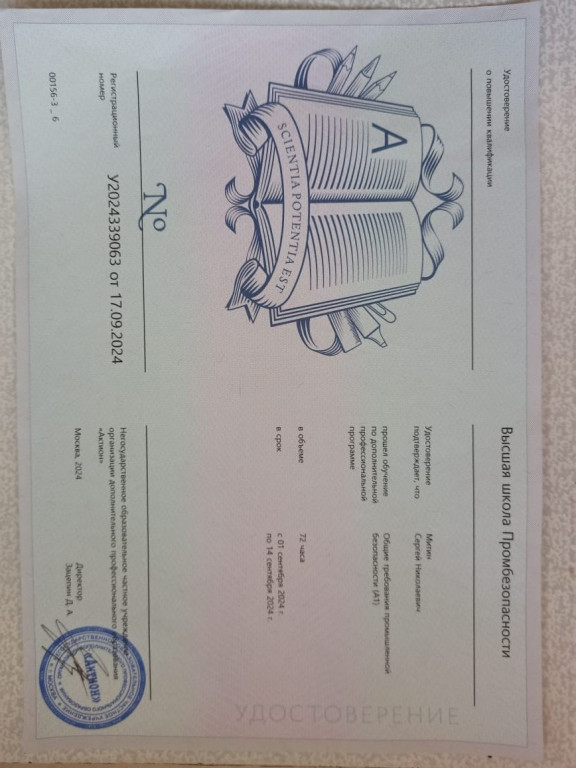 Удостоверение
о повышении квалификации
A
SCIENTIA POTENTIA EST
№
Регистрационный
номер
У2024339063 от 17.09.2024
00156-3_6
Высшая школа Промбезопасности
Удостоверение
подтверждает, что
Митин
Сергей Николаевич
прошел обучение
по дополнительной
профессиональной
программе
Общие требования промышленной
безопасности (А1)
в объеме
72 часа
в срок
с 01 сентября 2024 г.
по 14 сентября 2024 г.
УДОСТОВЕРЕНИЕ
Негосударственное образовательное частное учреждение
организации дополнительного профессионального образования
«Актион»
Москва, 2024
Директор
Зацепин Д. А.
«АКТИОН»